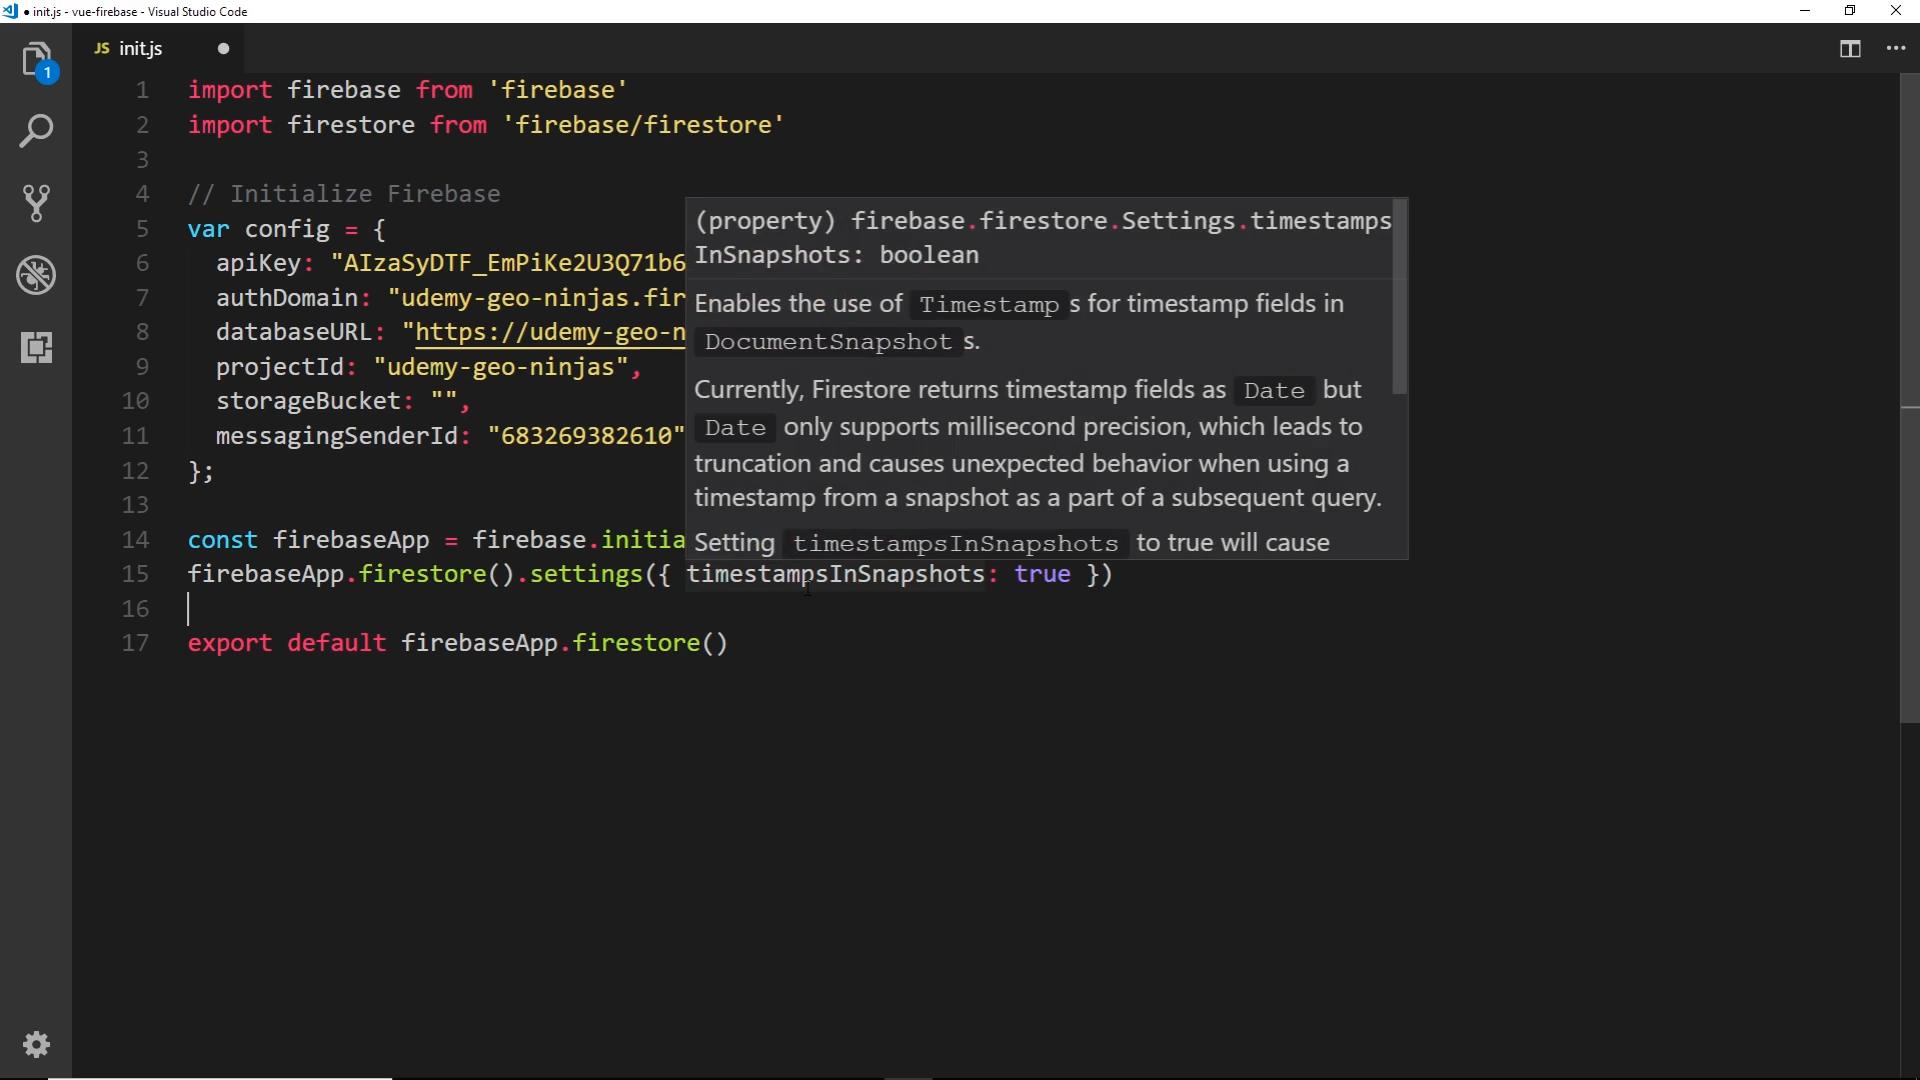 init.js - vue-firebase - Visual Studio Code
1
JS init.js
1 import firebase from 'firebase'
2 import firestore from 'firebase/firestore'
3
4 // Initialize Firebase
5 var config = {
6 apiKey: "AIzaSyDTF_EmPiKe2U3Q71b6
7 authDomain: "udemy-geo-ninjas.fir
8 databaseURL: "https://udemy-geo-n
9 projectId: "udemy-geo-ninjas",
10 storageBucket: "",
11 messagingSenderId: "683269382610"
12 };
13
14 const firebaseApp = firebase.initia
15 firebaseApp.firestore().settings({ timestampsInSnapshots: true })
16
17 export default firebaseApp.firestore()
(property) firebase.firestore.Settings.timestamps
InSnapshots: boolean
Enables the use of Timestamp s for timestamp fields in
DocumentSnapshot s.
Currently, Firestore returns timestamp fields as Date but
Date only supports millisecond precision, which leads to
truncation and causes unexpected behavior when using a
timestamp from a snapshot as a part of a subsequent query.
Setting timestampsInSnapshots to true will cause